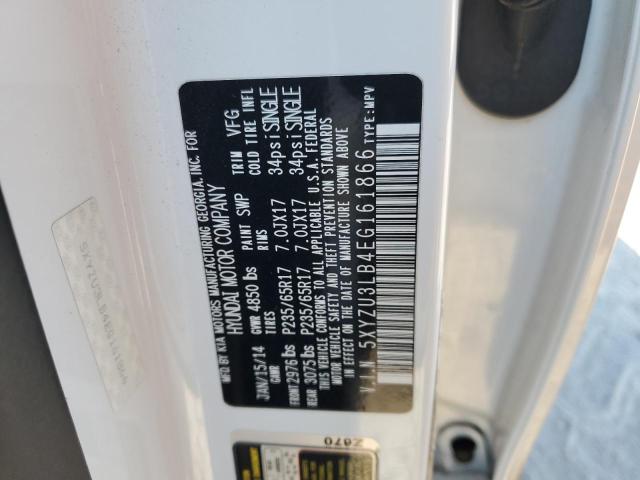 MFD BY KIA MOTORS MANUFACTURING GEORGIA, INC. FOR
HYUNDAI MOTOR COMPANY
JAN/15/14 GVWR 4850 lbs PAINT SWP TRIM VFG
GAWR TIRES RIMS COLD TIRE INFL
FRONT 2976 lbs P235/65R17 7.0JX17 34psi SINGLE
REAR 3075 lbs P235/65R17 7.0JX17 34psi SINGLE
THIS VEHICLE CONFORMS TO ALL APPLICABLE U.S.A. FEDERAL
MOTOR VEHICLE SAFETY AND THEFT PREVENTION STANDARDS
IN EFFECT ON THE DATE OF MANUFACTURE SHOWN ABOVE
V.I.N 5XYZU3LB4EG161866 TYPE:MPV
5XYZU3LB4EG161866
Z670